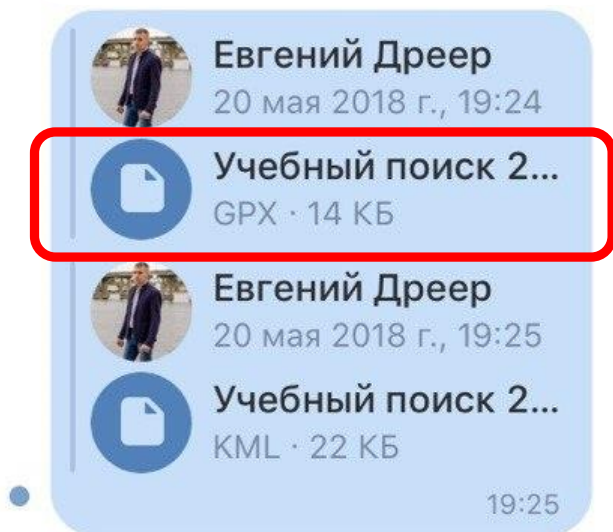 Евгений Дреер
20 мая 2018 г., 19:24
Учебный поиск 2...
GPX · 14 КБ
Евгений Дреер
20 мая 2018 г., 19:25
Учебный поиск 2...
KML · 22 КБ
19:25